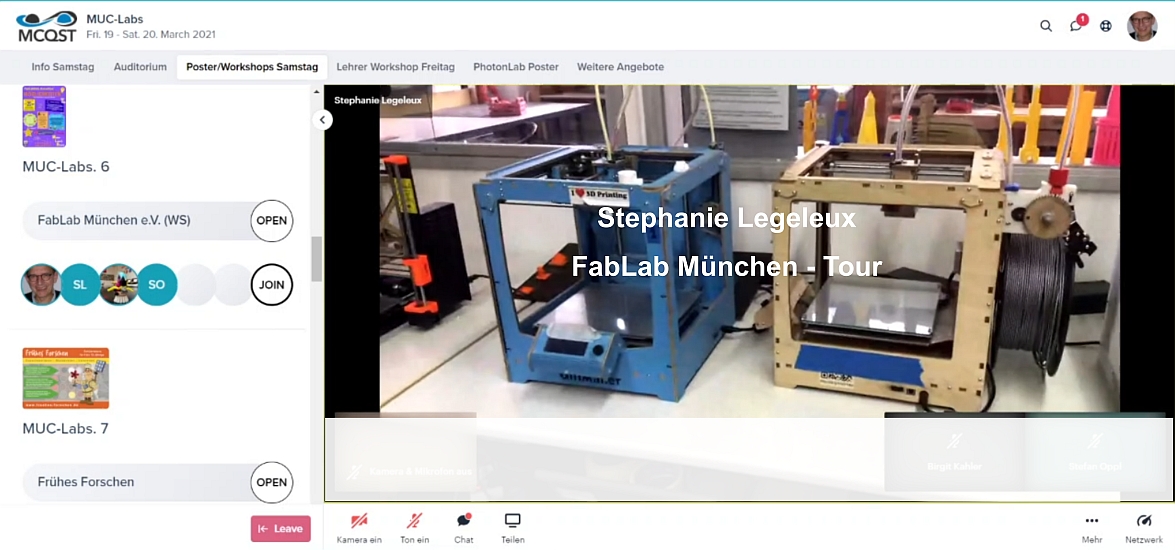 MCQST
MUC-Labs
Fri. 19 - Sat. 20. March 2021
1
Info Samstag
Auditorium
Poster/Workshops Samstag
Lehrer Workshop Freitag
PhotonLab Poster
Weitere Angebote
MUC-Labs. 6
FabLab München e.V. (WS)
OPEN
SL
SO
JOIN
Frühes Forschen
MUC-Labs. 7
Frühes Forschen
OPEN
Leave
Stephanie Legeleux
I ❤ 3D Printing
Stephanie Legeleux
FabLab München - Tour
Ultimaker
Kamera & Mikrofon aus
Birgit Kahler
Stefan Oppl
Kamera ein
Ton ein
Chat
Teilen
Mehr
Netzwerk